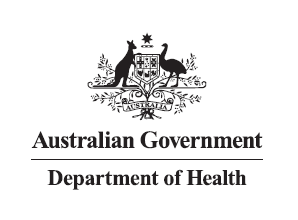 AUSTRALIA
Australian Government
Department of Health